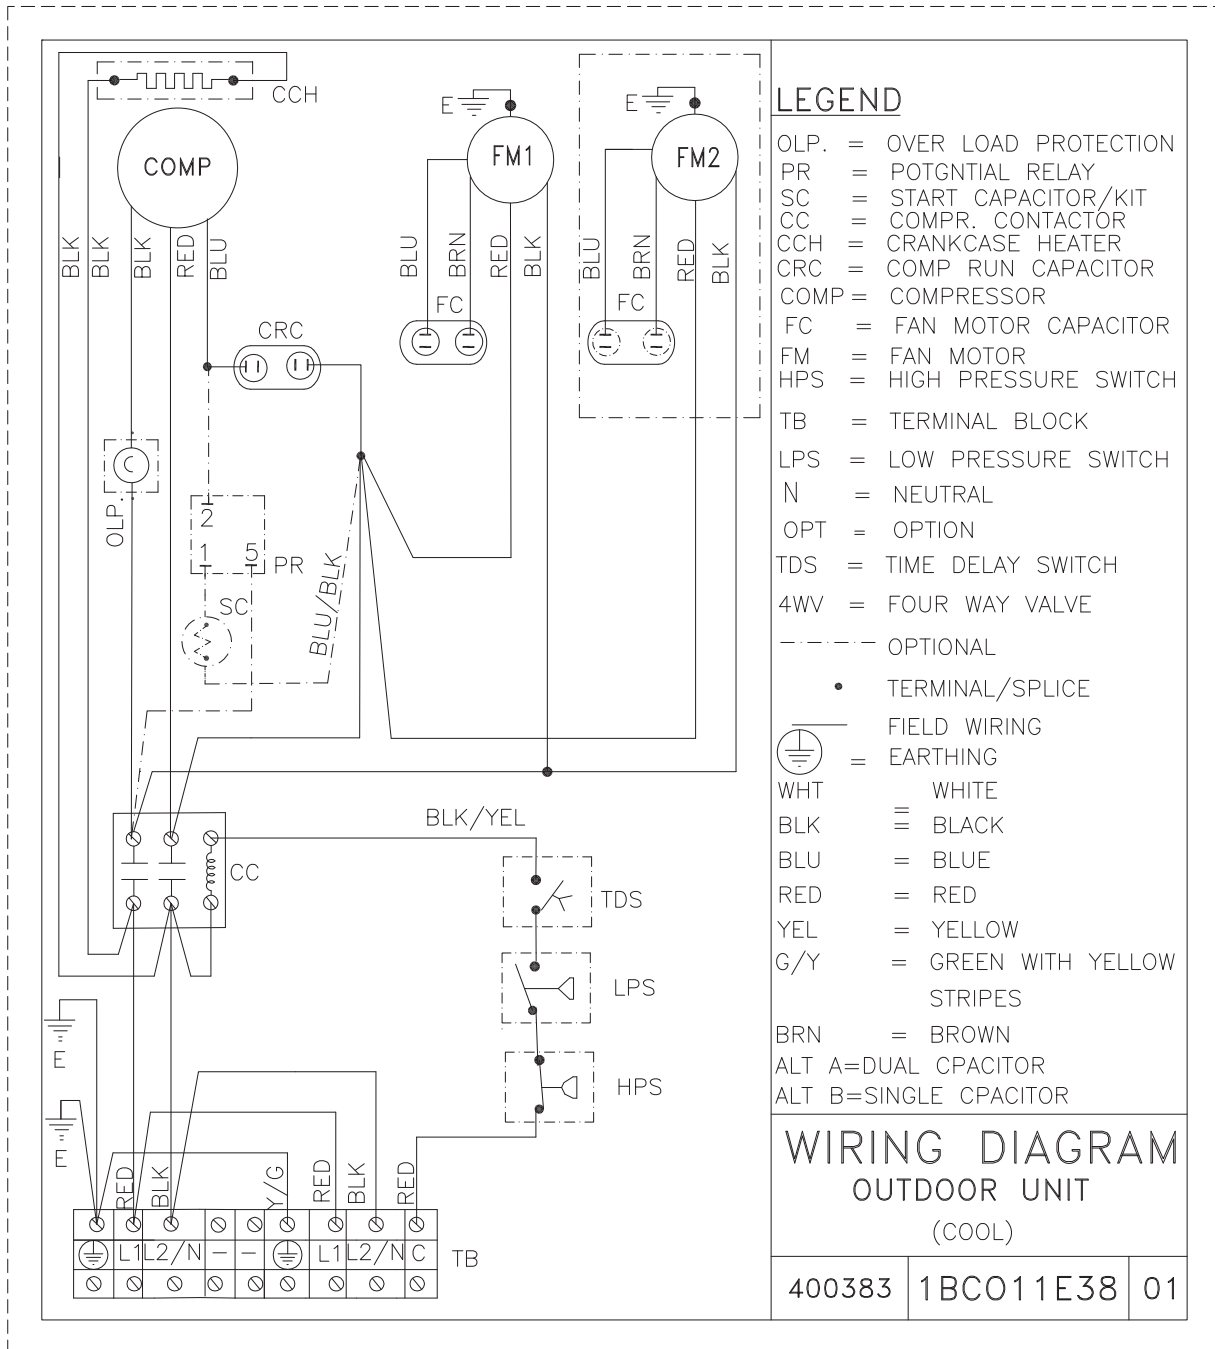 CCH
COMP
E
FM1
E
FM2
BLK
BLK
BLK
RED
BLU
BLU
BRN
RED
BLK
BLU
BRN
RED
BLK
FC
FC
CRC
OLP.
2
1
5
PR
SC
BLU/BLK
BLK/YEL
CC
TDS
LPS
HPS
E
E
RED
BLK
Y/G
RED
BLK
RED
L1 L2/N - - L1 L2/N C
TB
LEGEND
OLP. = OVER LOAD PROTECTION
PR = POTGNTIAL RELAY
SC = START CAPACITOR/KIT
CC = COMPR. CONTACTOR
CCH = CRANKCASE HEATER
CRC = COMP RUN CAPACITOR
COMP = COMPRESSOR
FC = FAN MOTOR CAPACITOR
FM = FAN MOTOR
HPS = HIGH PRESSURE SWITCH
TB = TERMINAL BLOCK
LPS = LOW PRESSURE SWITCH
N = NEUTRAL
OPT = OPTION
TDS = TIME DELAY SWITCH
4WV = FOUR WAY VALVE
OPTIONAL
TERMINAL/SPLICE
FIELD WIRING
= EARTHING
WHT = WHITE
BLK = BLACK
BLU = BLUE
RED = RED
YEL = YELLOW
G/Y = GREEN WITH YELLOW
STRIPES
BRN = BROWN
ALT A=DUAL CPACITOR
ALT B=SINGLE CPACITOR
WIRING DIAGRAM
OUTDOOR UNIT
(COOL)
400383 1BCO11E38 01